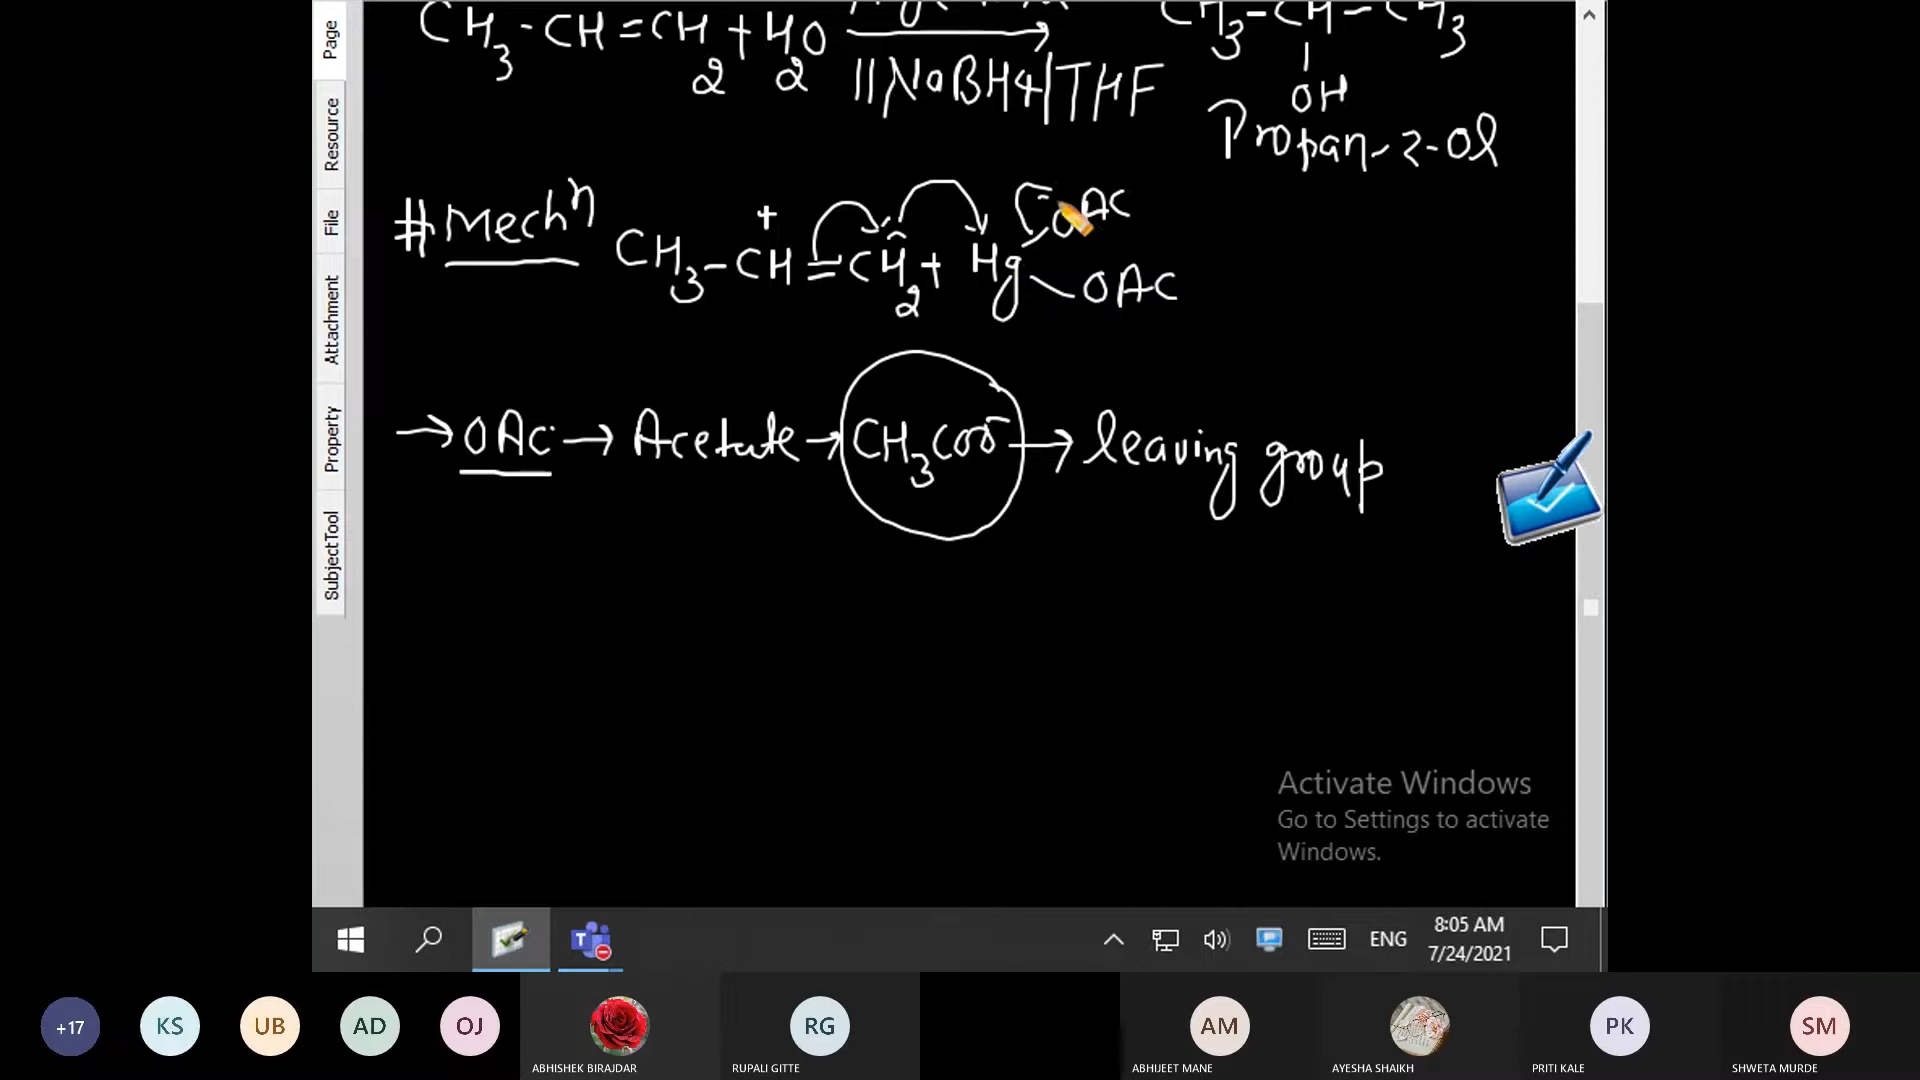 Page
Resource
File
Attachment
Property
SubjectTool
CH3-CH=CH2+H2O
II NaBH4/THF
CH3-CH-CH3
OH
Propan-2-ol
# Mechn CH3-CH=CH2+ Hg OAC
+
OAC
→ OAc → Acetate → CH3COO- → leaving group
Activate Windows
Go to Settings to activate
Windows.
ENG
8:05 AM
7/24/2021
+17
KS
UB
AD
OJ
ABHISHEK BIRAJDAR
RG
RUPALI GITTE
AM
ABHIJEET MANE
AYESHA SHAIKH
PK
PRITI KALE
SM
SHWETA MURDE